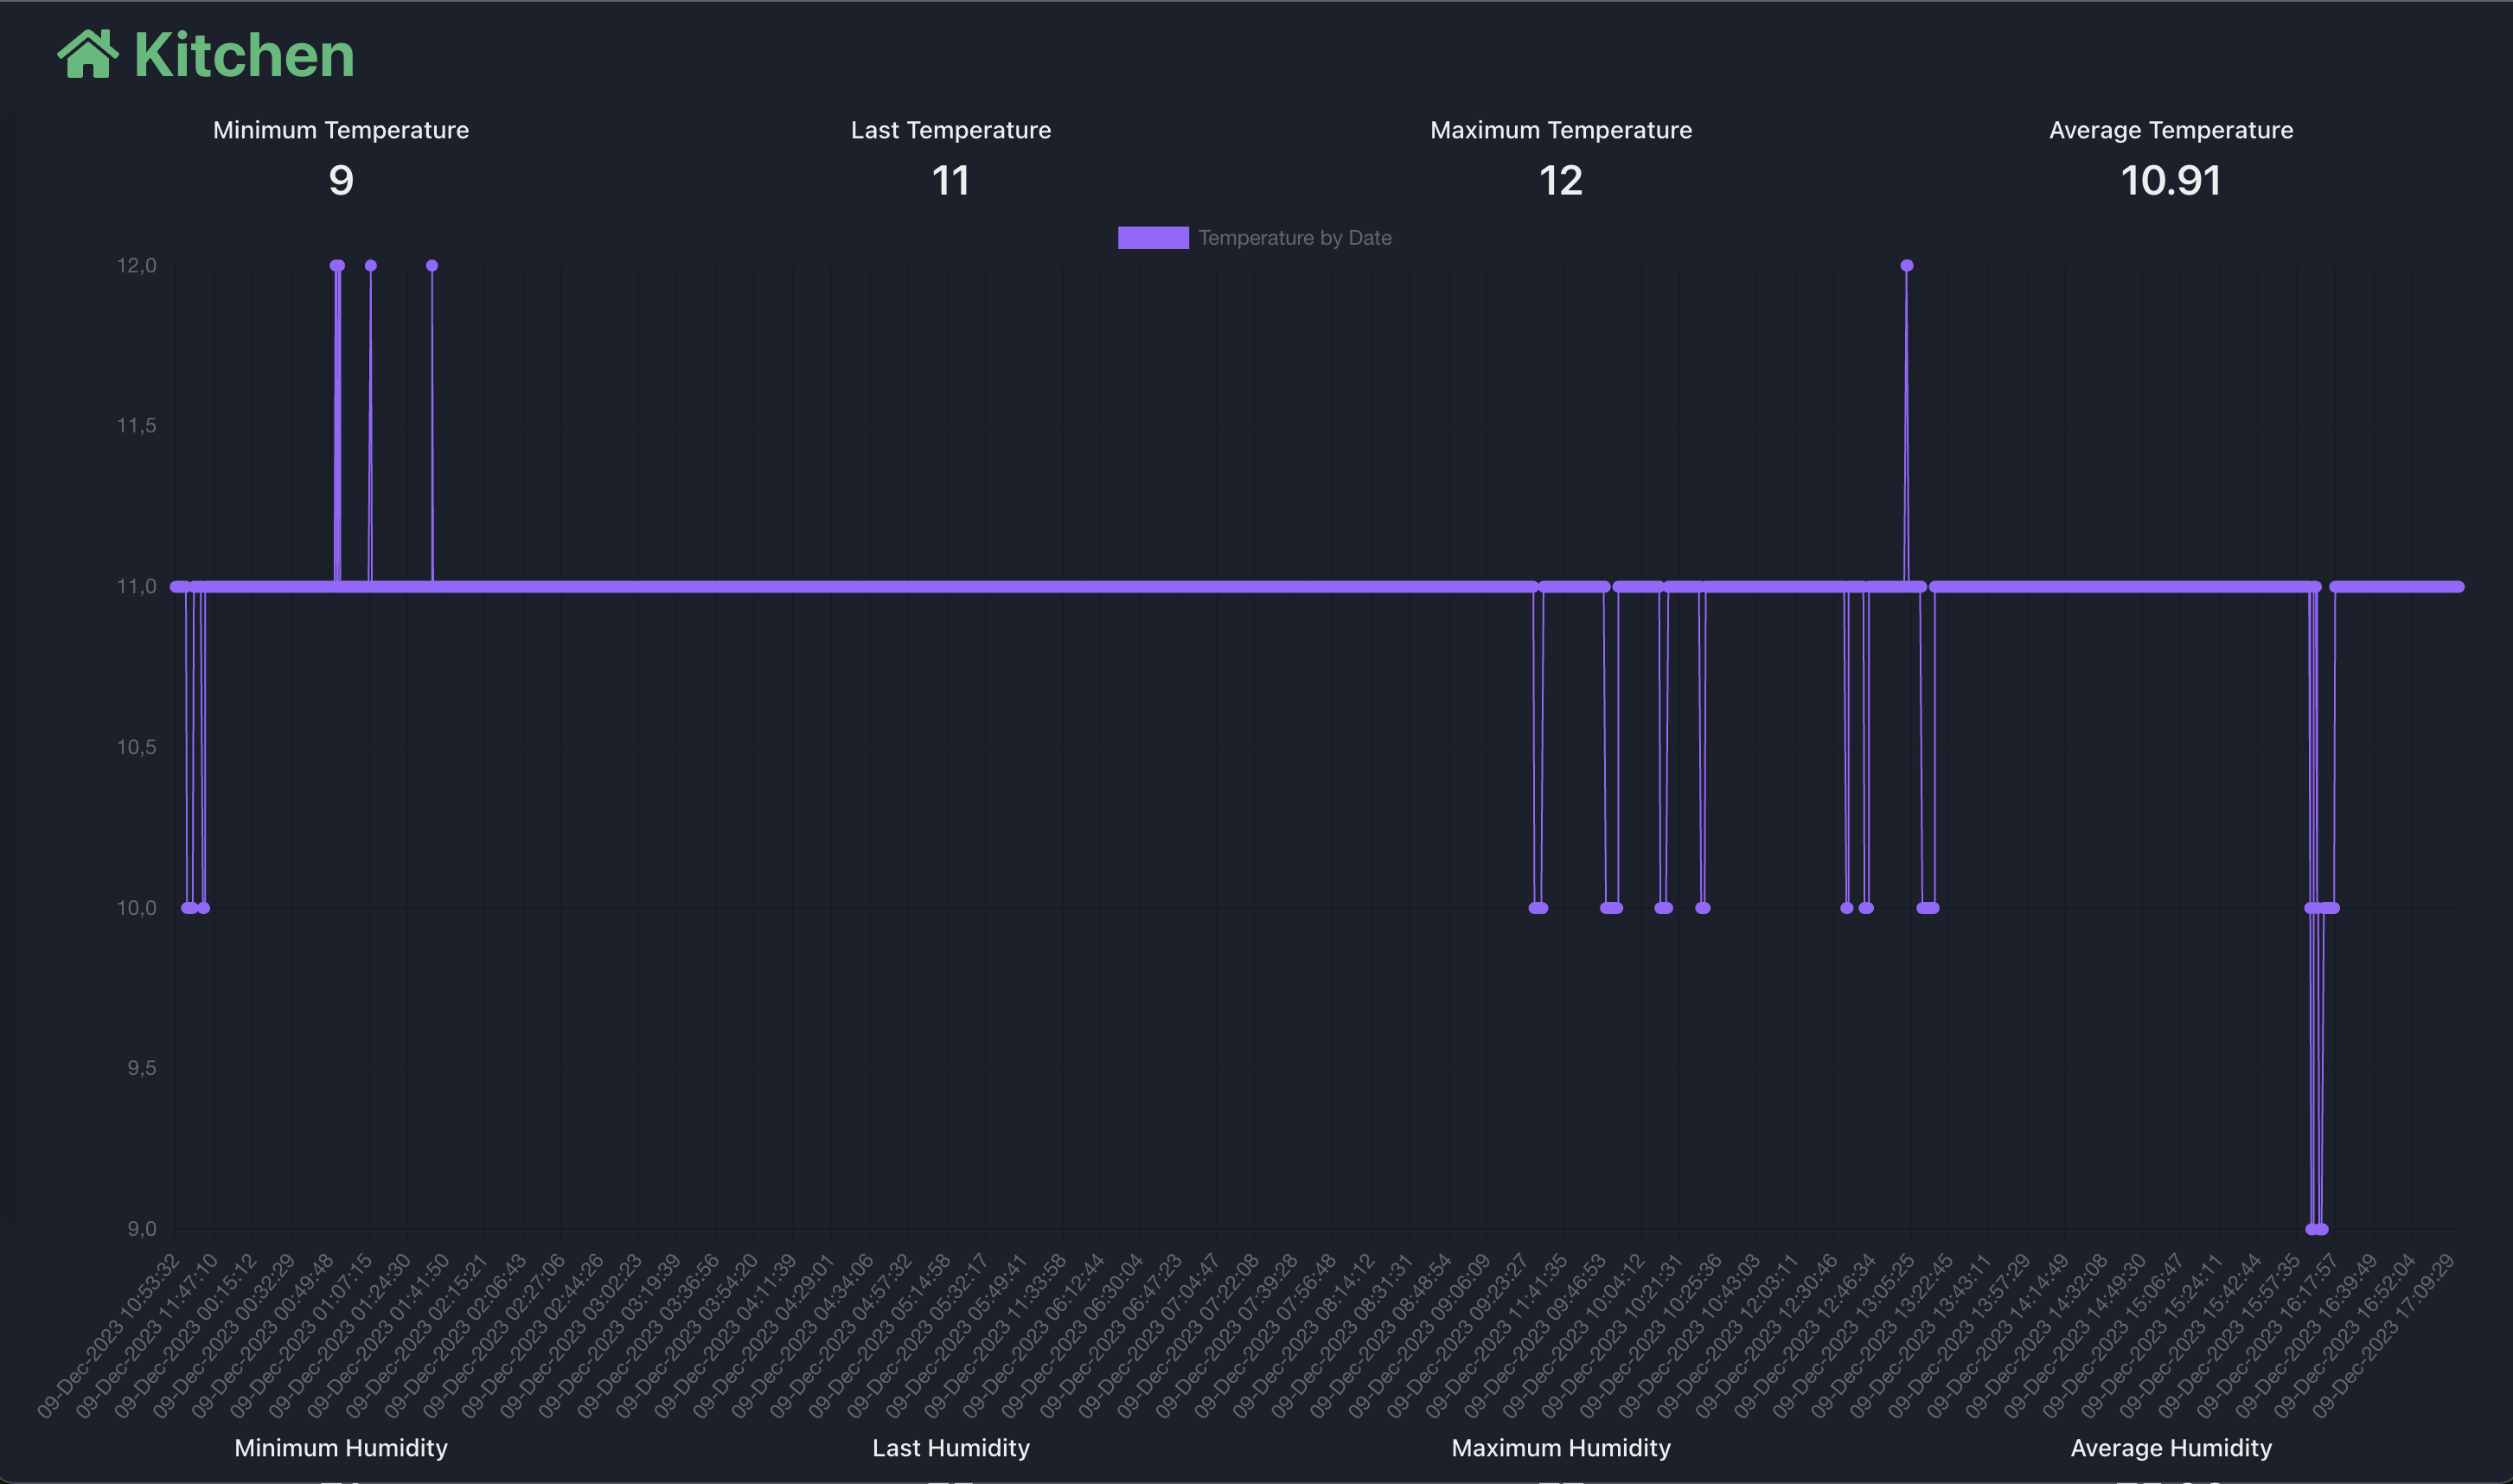 Kitchen
Minimum Temperature
9
Last Temperature
11
Maximum Temperature
12
Average Temperature
10.91
Temperature by Date
12,0
11,5
11,0
10,5
10,0
9,5
9,0
09-Dec-2023 10:53:32
09-Dec-2023 11:47:10
09-Dec-2023 00:15:12
09-Dec-2023 00:32:29
09-Dec-2023 00:49:48
09-Dec-2023 01:07:15
09-Dec-2023 01:24:30
09-Dec-2023 01:41:50
09-Dec-2023 02:15:21
09-Dec-2023 02:06:43
09-Dec-2023 02:27:06
09-Dec-2023 02:44:26
09-Dec-2023 03:02:23
09-Dec-2023 03:19:39
09-Dec-2023 03:36:56
09-Dec-2023 03:54:20
09-Dec-2023 04:11:39
09-Dec-2023 04:29:01
09-Dec-2023 04:34:06
09-Dec-2023 04:57:32
09-Dec-2023 05:14:58
09-Dec-2023 05:32:17
09-Dec-2023 05:49:41
09-Dec-2023 11:33:58
09-Dec-2023 06:12:44
09-Dec-2023 06:30:04
09-Dec-2023 06:47:23
09-Dec-2023 07:04:47
09-Dec-2023 07:22:08
09-Dec-2023 07:39:28
09-Dec-2023 07:56:48
09-Dec-2023 08:14:12
09-Dec-2023 08:31:31
09-Dec-2023 08:48:54
09-Dec-2023 09:06:09
09-Dec-2023 09:23:27
09-Dec-2023 11:41:35
09-Dec-2023 09:46:53
09-Dec-2023 10:04:12
09-Dec-2023 10:21:31
09-Dec-2023 10:25:36
09-Dec-2023 10:43:03
09-Dec-2023 12:03:11
09-Dec-2023 12:30:46
09-Dec-2023 12:46:34
09-Dec-2023 13:05:25
09-Dec-2023 13:22:45
09-Dec-2023 13:43:11
09-Dec-2023 13:57:29
09-Dec-2023 14:14:49
09-Dec-2023 14:32:08
09-Dec-2023 14:49:30
09-Dec-2023 15:06:47
09-Dec-2023 15:24:11
09-Dec-2023 15:42:44
09-Dec-2023 15:57:35
09-Dec-2023 16:17:57
09-Dec-2023 16:39:49
09-Dec-2023 16:52:04
09-Dec-2023 17:09:29
Minimum Humidity
Last Humidity
Maximum Humidity
Average Humidity